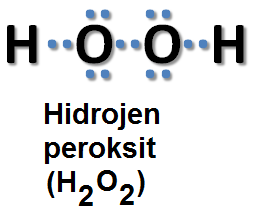 H O O H
Hidrojen
peroksit
(H₂O₂)